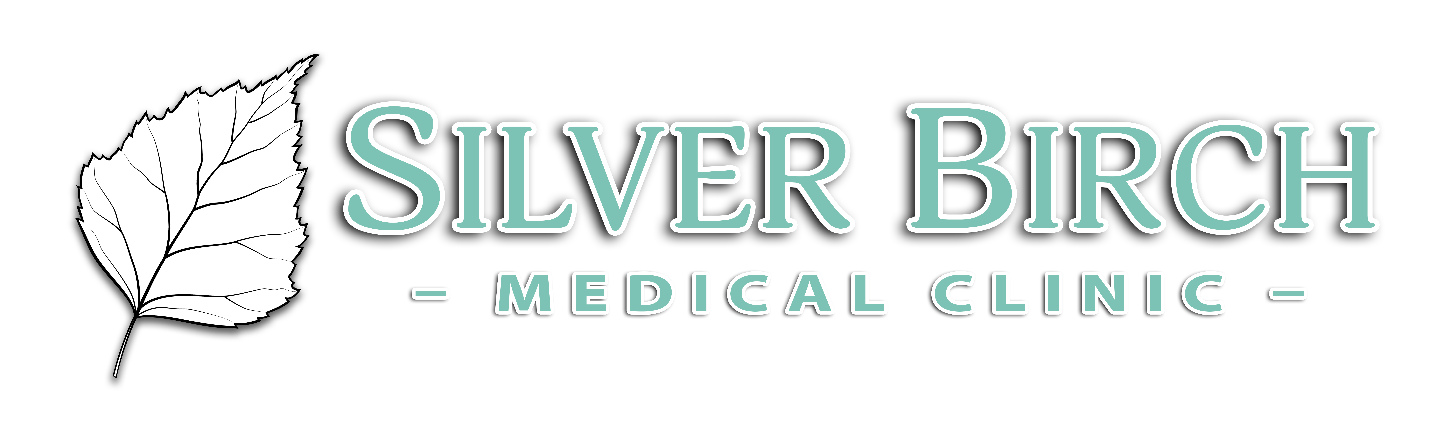 SILVER BIRCH
– MEDICAL CLINIC –